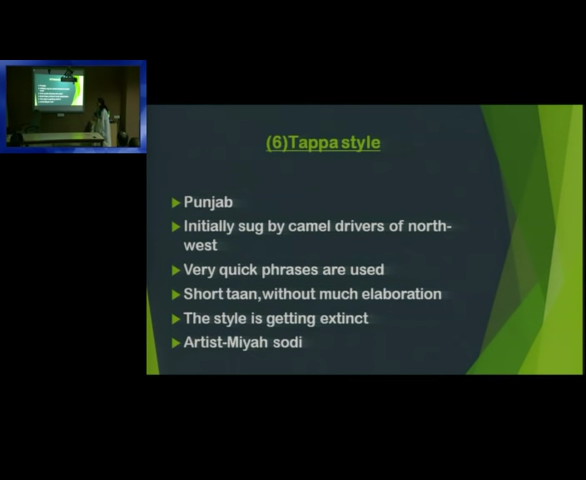 (6)Tappa style
Punjab
Initially sug by camel drivers of north-
west
Very quick phrases are used
Short taan,without much elaboration
The style is getting extinct
Artist-Miyah sodi